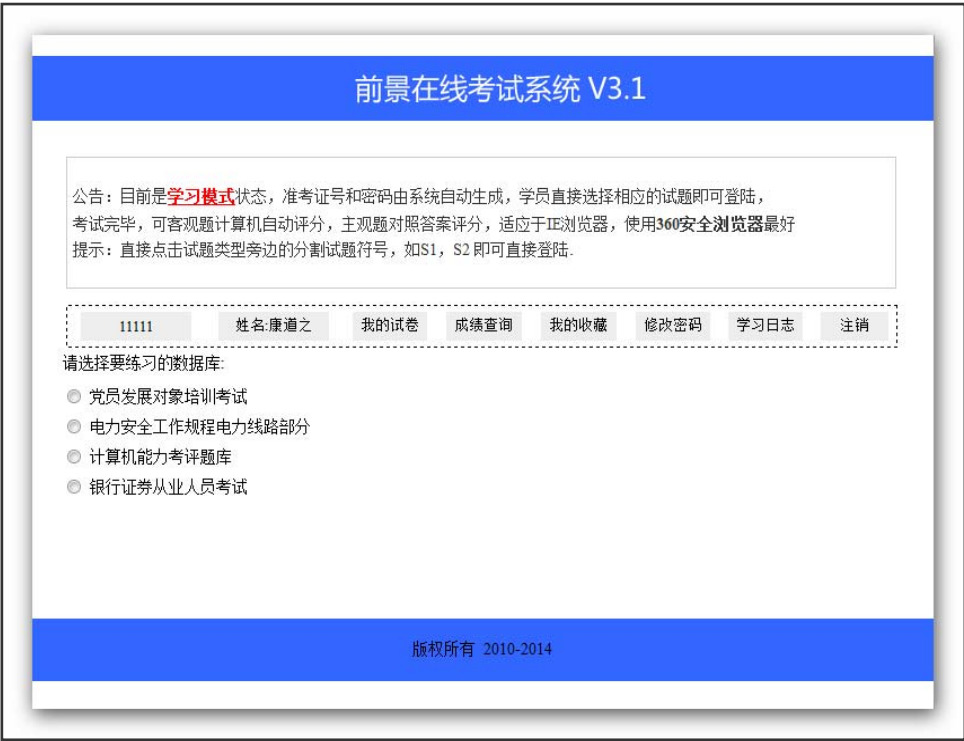 前景在线考试系统 V3.1
公告：目前是学习模式状态，准考证号和密码由系统自动生成，学员直接选择相应的试题即可登陆，
考试完毕，可客观题计算机自动评分，主观题对照答案评分，适应于IE浏览器，使用360安全浏览器最好
提示：直接点击试题类型旁边的分割试题符号，如S1，S2 即可直接登陆.
11111 姓名:康道之 我的试卷 成绩查询 我的收藏 修改密码 学习日志 注销
请选择要练习的数据库:
党员发展对象培训考试
电力安全工作规程电力线路部分
计算机能力考评题库
银行证券从业人员考试
版权所有 2010-2014